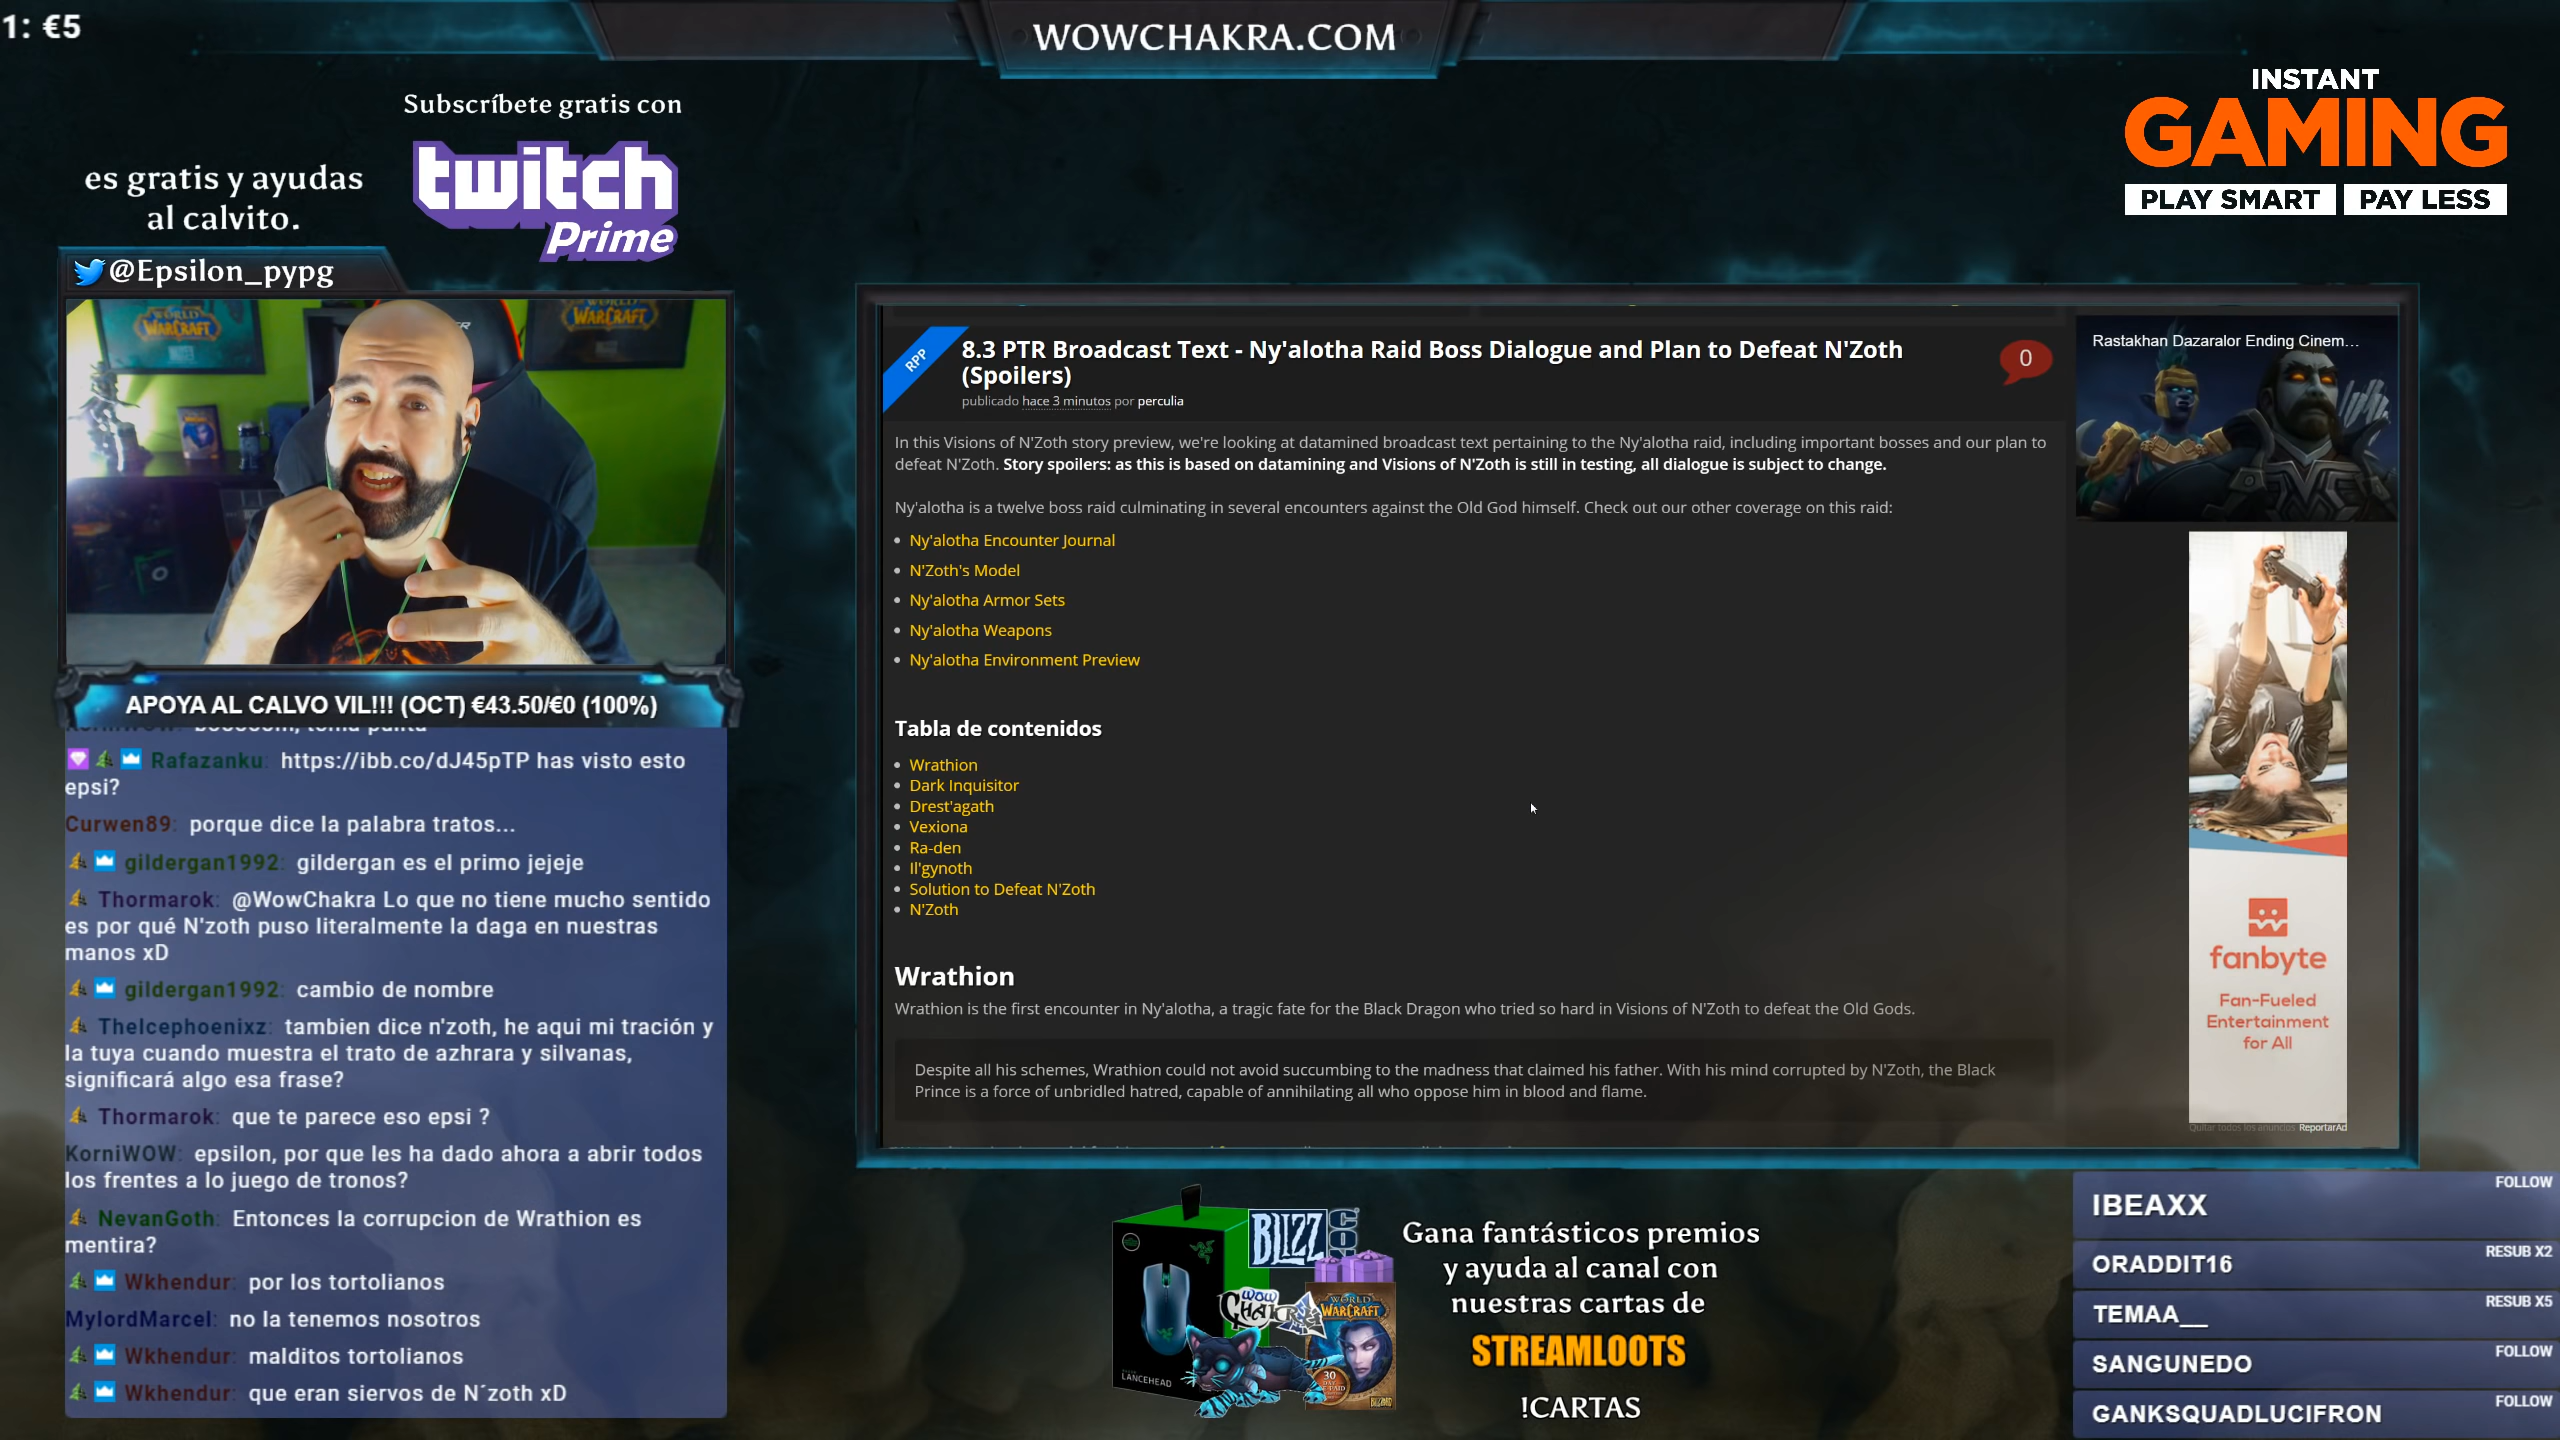 1: €5
WOWCHAKRA.COM
Subscríbete gratis con
twitch
Prime
es gratis y ayudas
al calvito.
INSTANT
GAMING
PLAY SMART PAY LESS
@Epsilon_pypg
WORLD
WARCRAFT
WORLD
WARCRAFT
APOYA AL CALVO VIL!!! (OCT) €43.50/€0 (100%)
Rafazanku: https://ibb.co/dJ45pTP has visto esto
epsi?
Curwen89: porque dice la palabra tratos...
gildergan1992: gildergan es el primo jejeje
Thormarok: @WowChakra Lo que no tiene mucho sentido
es por qué N'zoth puso literalmente la daga en nuestras
manos xD
gildergan1992: cambio de nombre
TheIcephoenixz: tambien dice n'zoth, he aqui mi tración y
la tuya cuando muestra el trato de azhrara y silvanas,
significará algo esa frase?
Thormarok: que te parece eso epsi ?
KorniWOW: epsilon, por que les ha dado ahora a abrir todos
los frentes a lo juego de tronos?
NevanGoth: Entonces la corrupcion de Wrathion es
mentira?
Wkhendur: por los tortolianos
MylordMarcel: no la tenemos nosotros
Wkhendur: malditos tortolianos
Wkhendur: que eran siervos de N´zoth xD
RPP
8.3 PTR Broadcast Text - Ny'alotha Raid Boss Dialogue and Plan to Defeat N'Zoth
(Spoilers)
0
publicado hace 3 minutos por perculia
In this Visions of N'Zoth story preview, we're looking at datamined broadcast text pertaining to the Ny'alotha raid, including important bosses and our plan to
defeat N'Zoth. Story spoilers: as this is based on datamining and Visions of N'Zoth is still in testing, all dialogue is subject to change.
Ny'alotha is a twelve boss raid culminating in several encounters against the Old God himself. Check out our other coverage on this raid:
Ny'alotha Encounter Journal
N'Zoth's Model
Ny'alotha Armor Sets
Ny'alotha Weapons
Ny'alotha Environment Preview
Tabla de contenidos
Wrathion
Dark Inquisitor
Drest'agath
Vexiona
Ra-den
Il'gynoth
Solution to Defeat N'Zoth
N'Zoth
Wrathion
Wrathion is the first encounter in Ny'alotha, a tragic fate for the Black Dragon who tried so hard in Visions of N'Zoth to defeat the Old Gods.
Despite all his schemes, Wrathion could not avoid succumbing to the madness that claimed his father. With his mind corrupted by N'Zoth, the Black
Prince is a force of unbridled hatred, capable of annihilating all who oppose him in blood and flame.
Rastakhan Dazaralor Ending Cinem...
fanbyte
Fan-Fueled
Entertainment
for All
Quitar todos los anuncios ReportarAd
BLIZZ
CON
WOW
CHAKRA
WORLD
WARCRAFT
30
LANCEHEAD
Gana fantásticos premios
y ayuda al canal con
nuestras cartas de
STREAMLOOTS
!CARTAS
FOLLOW
IBEAXX
RESUB X2
ORADDIT16
RESUB X5
TEMAA__
FOLLOW
SANGUNEDO
FOLLOW
GANKSQUADLUCIFRON